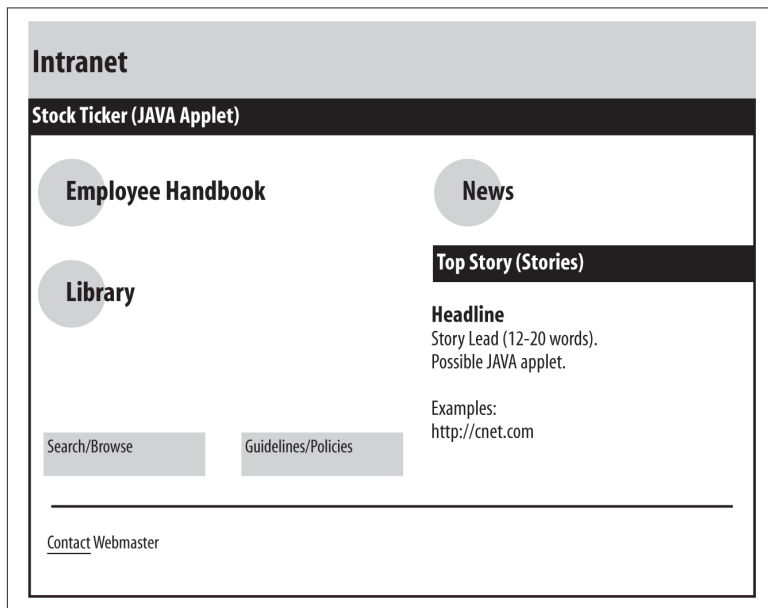 Intranet
Stock Ticker (JAVA Applet)
Employee Handbook
News
Library
Top Story (Stories)
Headline
Story Lead (12-20 words).
Possible JAVA applet.
Examples:
http://cnet.com
Search/Browse
Guidelines/Policies
Contact Webmaster